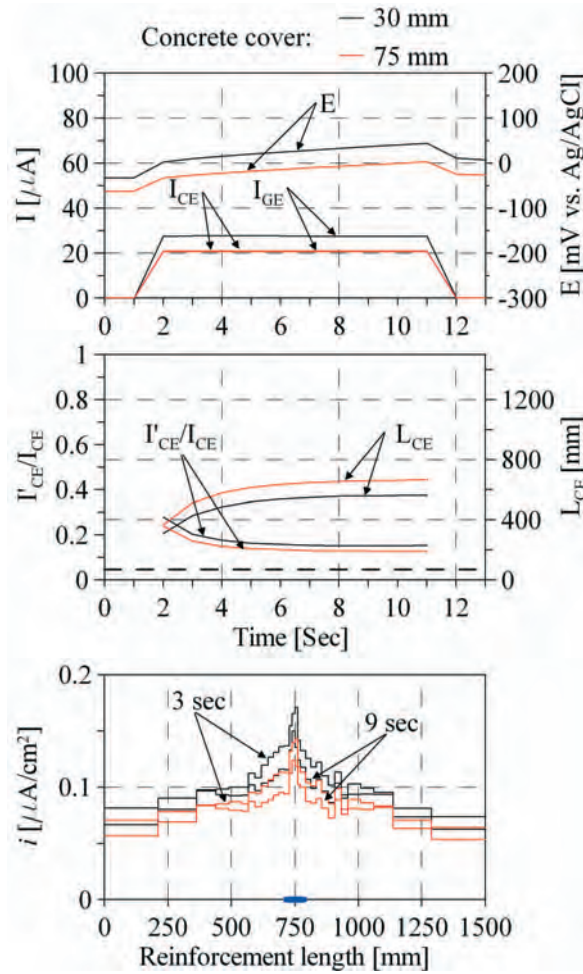 Concrete cover:
30 mm
75 mm
100
80
60
40
20
0
I [μA]
200
100
0
-100
-200
-300
E [mV vs. Ag/AgCl]
E
I_CE
I_GE
0 2 4 6 8 10 12
1
0.8
0.6
0.4
0.2
0
I'_CE/I_CE
1200
800
400
0
L_CE [mm]
I'_CE/I_CE
L_CE
0 2 4 6 8 10 12
Time [Sec]
0.2
0.1
0
i [μA/cm²]
3 sec
9 sec
0 250 500 750 1000 1250 1500
Reinforcement length [mm]